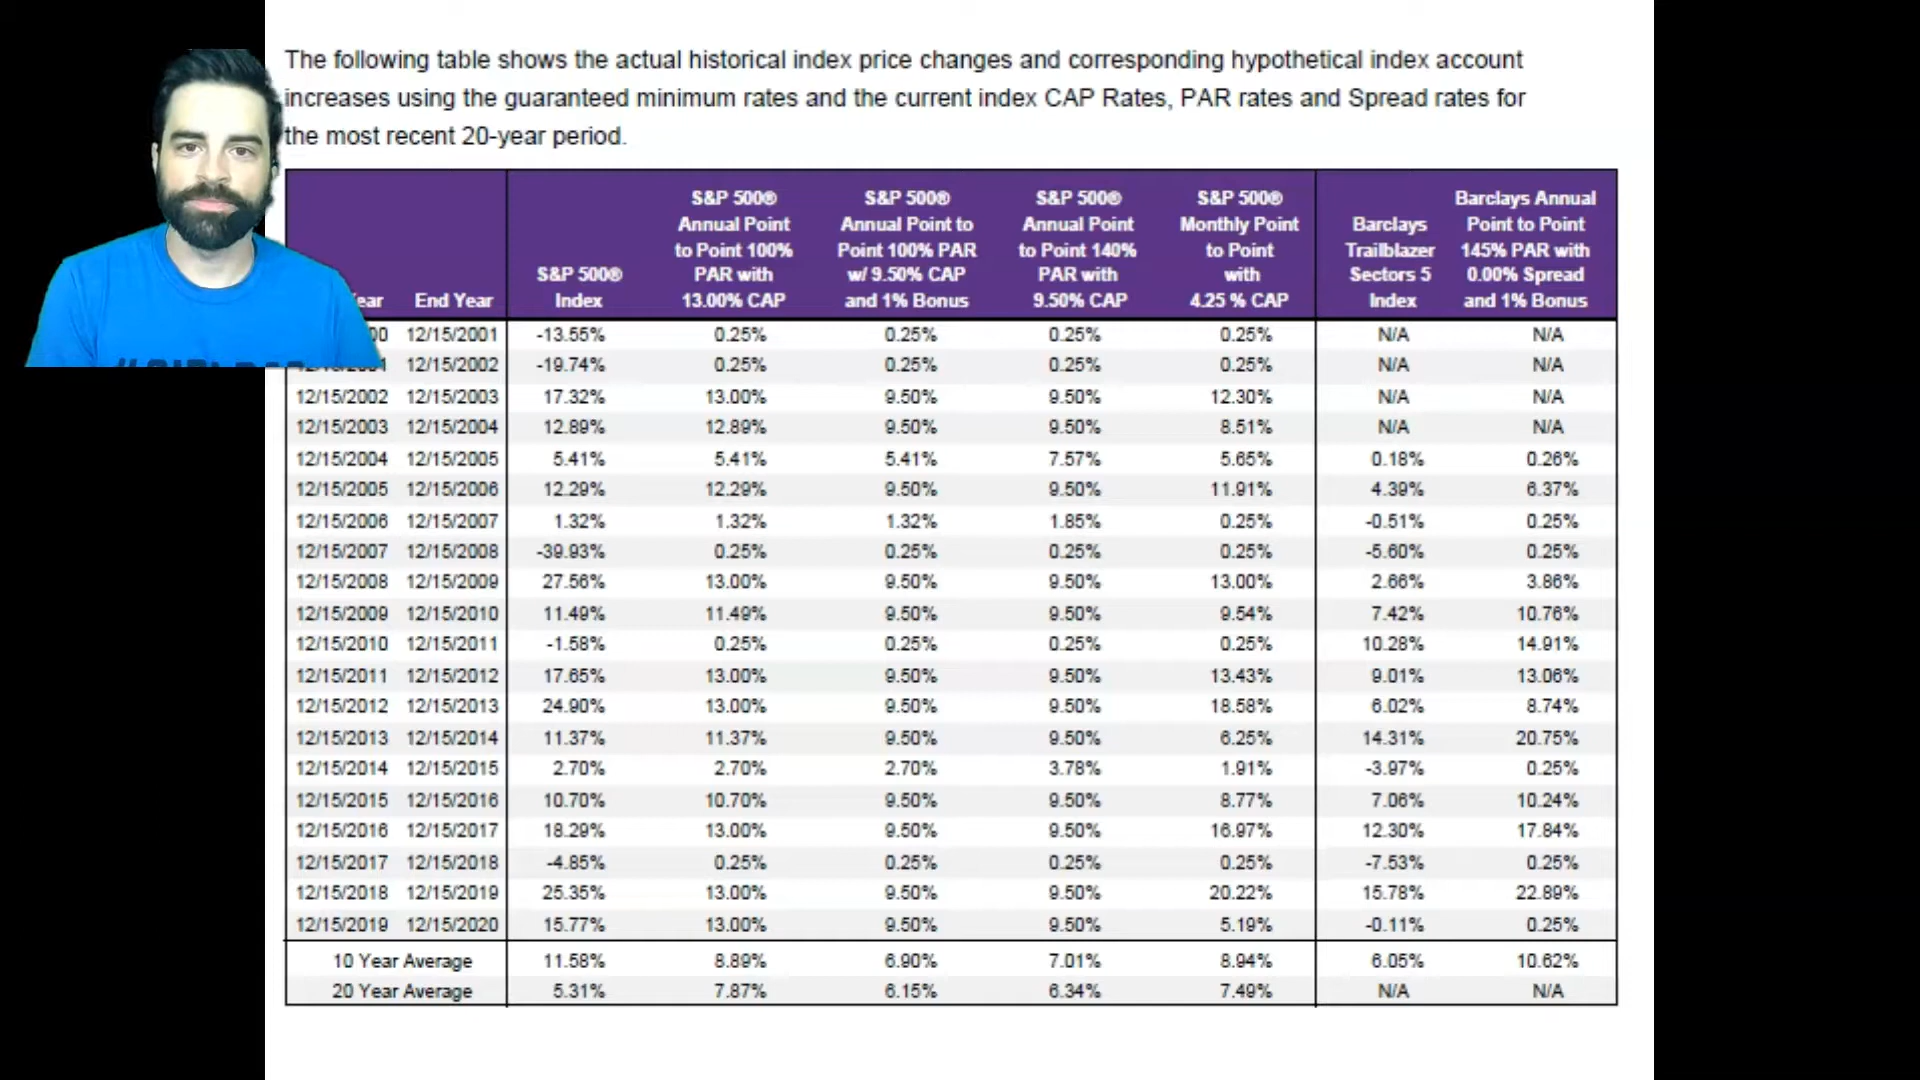 The following table shows the actual historical index price changes and corresponding hypothetical index account
increases using the guaranteed minimum rates and the current index CAP Rates, PAR rates and Spread rates for
the most recent 20-year period.
End Year S&P 500® Index S&P 500® Annual Point to Point 100% PAR with 13.00% CAP S&P 500® Annual Point to Point 100% PAR w/ 9.50% CAP and 1% Bonus S&P 500® Annual Point to Point 140% PAR with 9.50% CAP S&P 500® Monthly Point to Point with 4.25 % CAP Barclays Trailblazer Sectors 5 Index Barclays Annual Point to Point 145% PAR with 0.00% Spread and 1% Bonus
12/15/2001 -13.55% 0.25% 0.25% 0.25% 0.25% N/A N/A
12/15/2002 -19.74% 0.25% 0.25% 0.25% 0.25% N/A N/A
12/15/2002 12/15/2003 17.32% 13.00% 9.50% 9.50% 12.30% N/A N/A
12/15/2003 12/15/2004 12.89% 12.89% 9.50% 9.50% 8.51% N/A N/A
12/15/2004 12/15/2005 5.41% 5.41% 5.41% 7.57% 5.65% 0.18% 0.26%
12/15/2005 12/15/2006 12.29% 12.29% 9.50% 9.50% 11.91% 4.39% 6.37%
12/15/2006 12/15/2007 1.32% 1.32% 1.32% 1.85% 0.25% -0.51% 0.25%
12/15/2007 12/15/2008 -39.93% 0.25% 0.25% 0.25% 0.25% -5.60% 0.25%
12/15/2008 12/15/2009 27.56% 13.00% 9.50% 9.50% 13.00% 2.66% 3.86%
12/15/2009 12/15/2010 11.49% 11.49% 9.50% 9.50% 9.54% 7.42% 10.76%
12/15/2010 12/15/2011 -1.58% 0.25% 0.25% 0.25% 0.25% 10.28% 14.91%
12/15/2011 12/15/2012 17.65% 13.00% 9.50% 9.50% 13.43% 9.01% 13.06%
12/15/2012 12/15/2013 24.90% 13.00% 9.50% 9.50% 18.58% 6.02% 8.74%
12/15/2013 12/15/2014 11.37% 11.37% 9.50% 9.50% 6.25% 14.31% 20.75%
12/15/2014 12/15/2015 2.70% 2.70% 2.70% 3.78% 1.91% -3.97% 0.25%
12/15/2015 12/15/2016 10.70% 10.70% 9.50% 9.50% 8.77% 7.06% 10.24%
12/15/2016 12/15/2017 18.29% 13.00% 9.50% 9.50% 16.97% 12.30% 17.84%
12/15/2017 12/15/2018 -4.85% 0.25% 0.25% 0.25% 0.25% -7.53% 0.25%
12/15/2018 12/15/2019 25.35% 13.00% 9.50% 9.50% 20.22% 15.78% 22.89%
12/15/2019 12/15/2020 15.77% 13.00% 9.50% 9.50% 5.19% -0.11% 0.25%
10 Year Average 11.58% 8.89% 6.90% 7.01% 8.94% 6.05% 10.62%
20 Year Average 5.31% 7.87% 6.15% 6.34% 7.49% N/A N/A